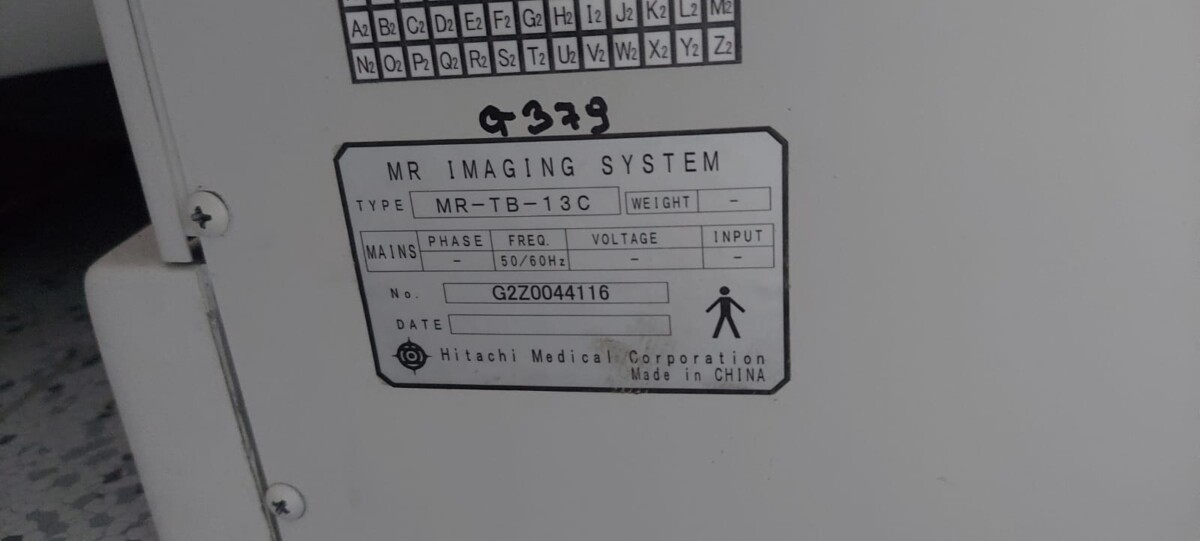 A2 B2 C2 D2 E2 F2 G2 H2 I2 J2 K2 L2 M2
N2 O2 P2 Q2 R2 S2 T2 U2 V2 W2 X2 Y2 Z2
G379
MR IMAGING SYSTEM
TYPE MR-TB-13C WEIGHT -
MAINS PHASE FREQ. VOLTAGE INPUT
- 50/60Hz - -
No. G2Z0044116
DATE
Hitachi Medical Corporation
Made in CHINA